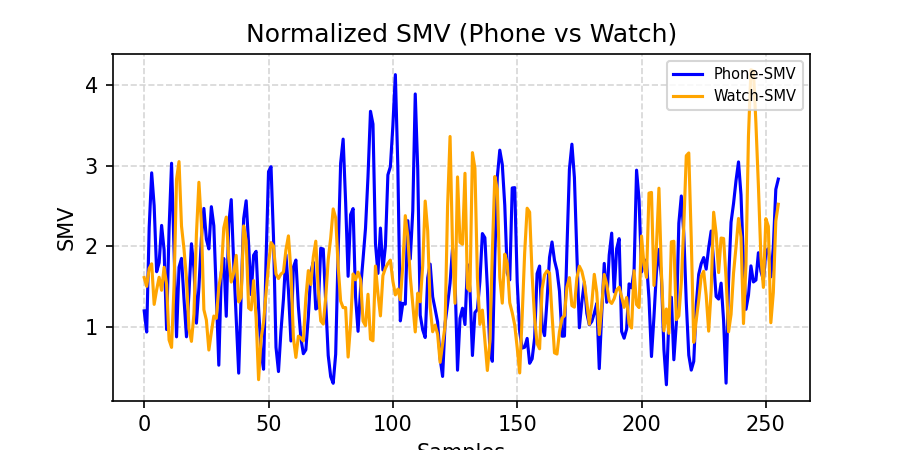 Normalized SMV (Phone vs Watch)
Phone-SMV
Watch-SMV
SMV
4
3
2
1
0 50 100 150 200 250
Samples